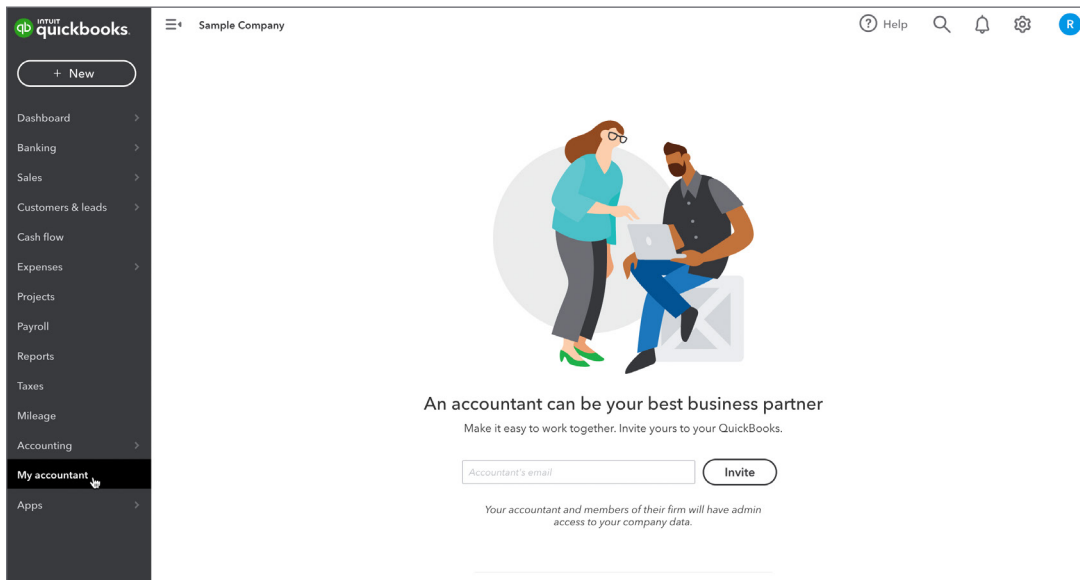 INTUIT
quickbooks.
qb
Sample Company
Help
R
+ New
Dashboard
Banking
Sales
Customers & leads
Cash flow
Expenses
Projects
Payroll
Reports
Taxes
Mileage
Accounting
My accountant
Apps
An accountant can be your best business partner
Make it easy to work together. Invite yours to your QuickBooks.
Accountant's email
Invite
Your accountant and members of their firm will have admin
access to your company data.